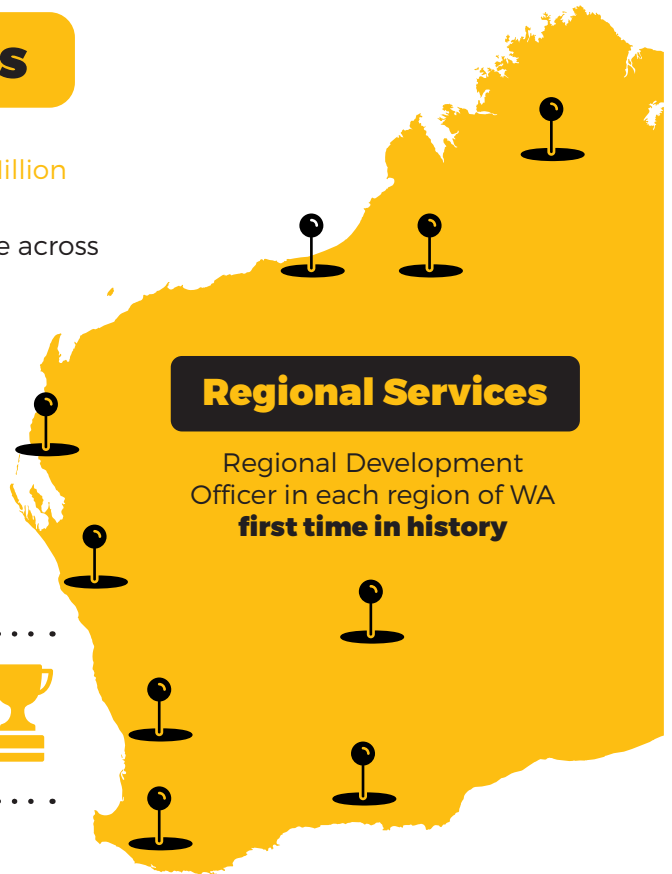 s
illion
e across
Regional Services
Regional Development
Officer in each region of WA
first time in history